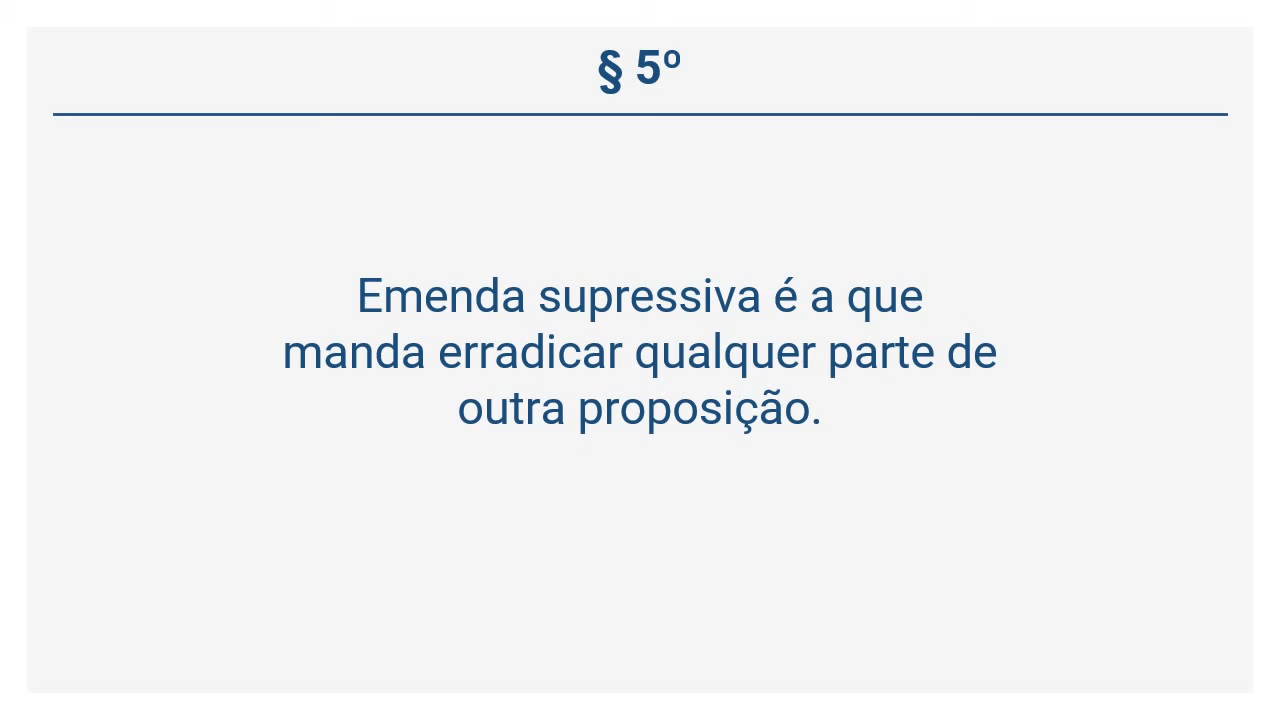 § 5º
Emenda supressiva é a que
manda erradicar qualquer parte de
outra proposição.